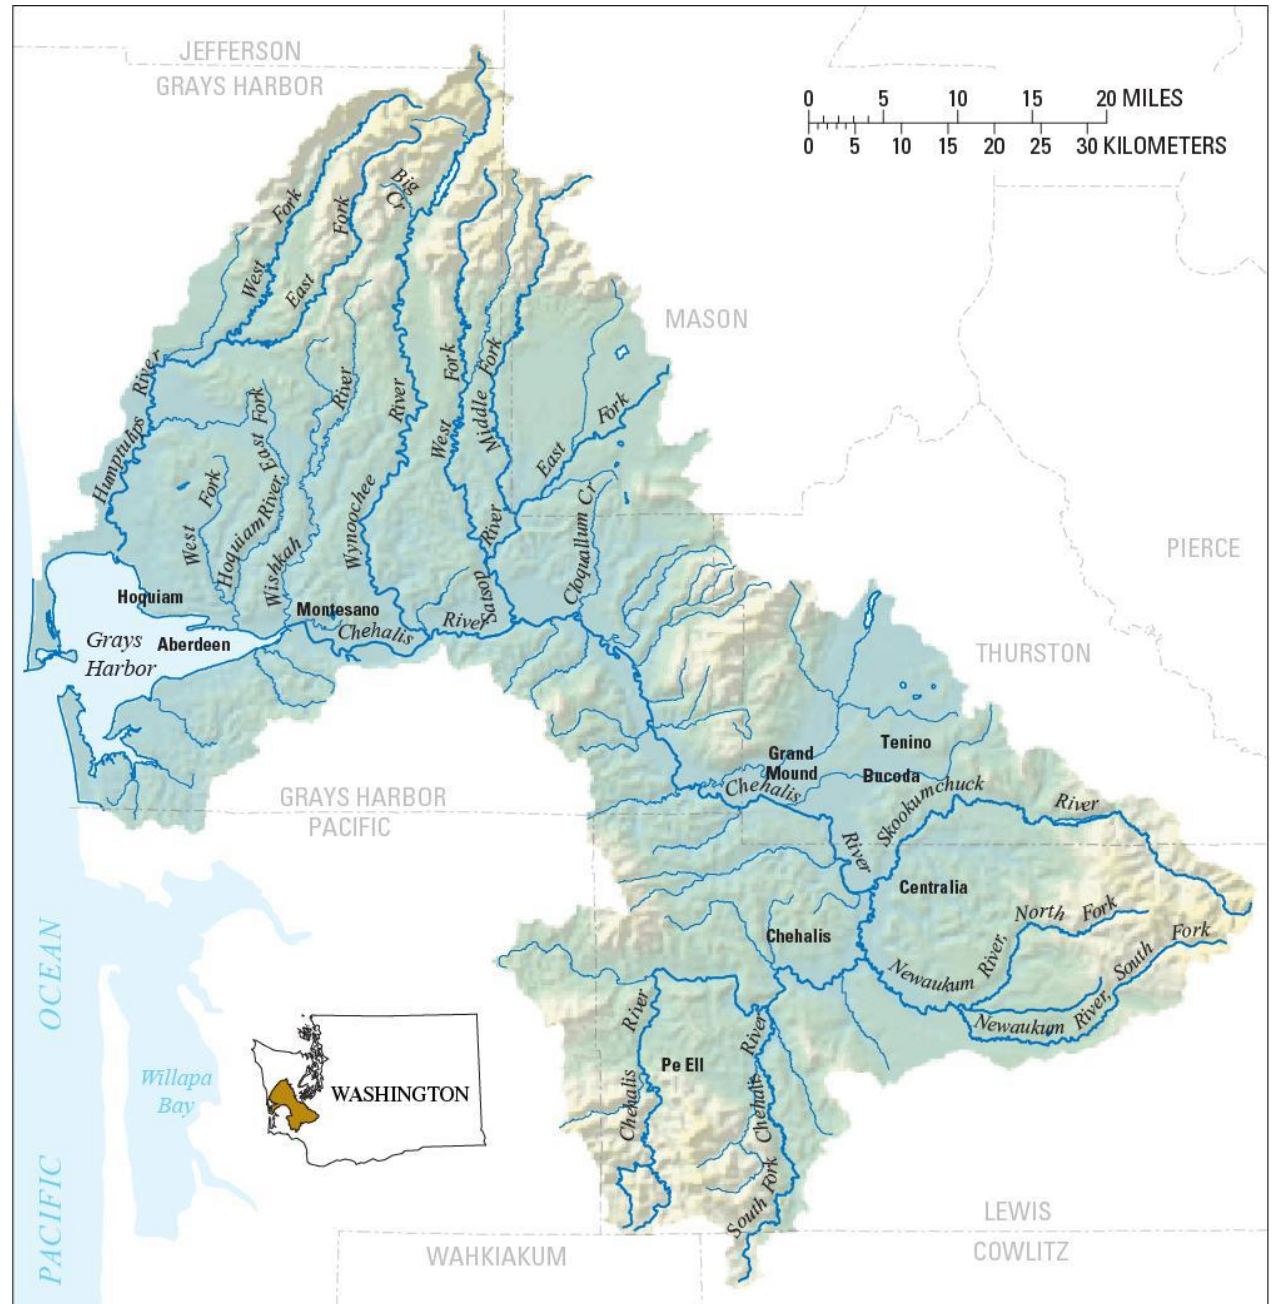 JEFFERSON
GRAYS HARBOR
0 5 10 15 20 MILES
0 5 10 15 20 25 30 KILOMETERS
Big
Cr
West Fork
East Fork
MASON
Humptulips River
Hoquiam River, East Fork
West Fork
Wishkah River
Wynoochee River
West Fork
Middle Fork
East Fork
Satsop River
Cloquallum Cr
PIERCE
Hoquiam
Montesano
Chehalis River
Grays
Harbor
Aberdeen
THURSTON
Tenino
Grand
Mound
Bucoda
Chehalis River
Skookumchuck River
GRAYS HARBOR
PACIFIC
Centralia
Chehalis
Newaukum River, North Fork
Newaukum River, South Fork
PACIFIC OCEAN
Willapa
Bay
WASHINGTON
Chehalis River
Pe Ell
South Fork Chehalis River
LEWIS
COWLITZ
WAHKIAKUM